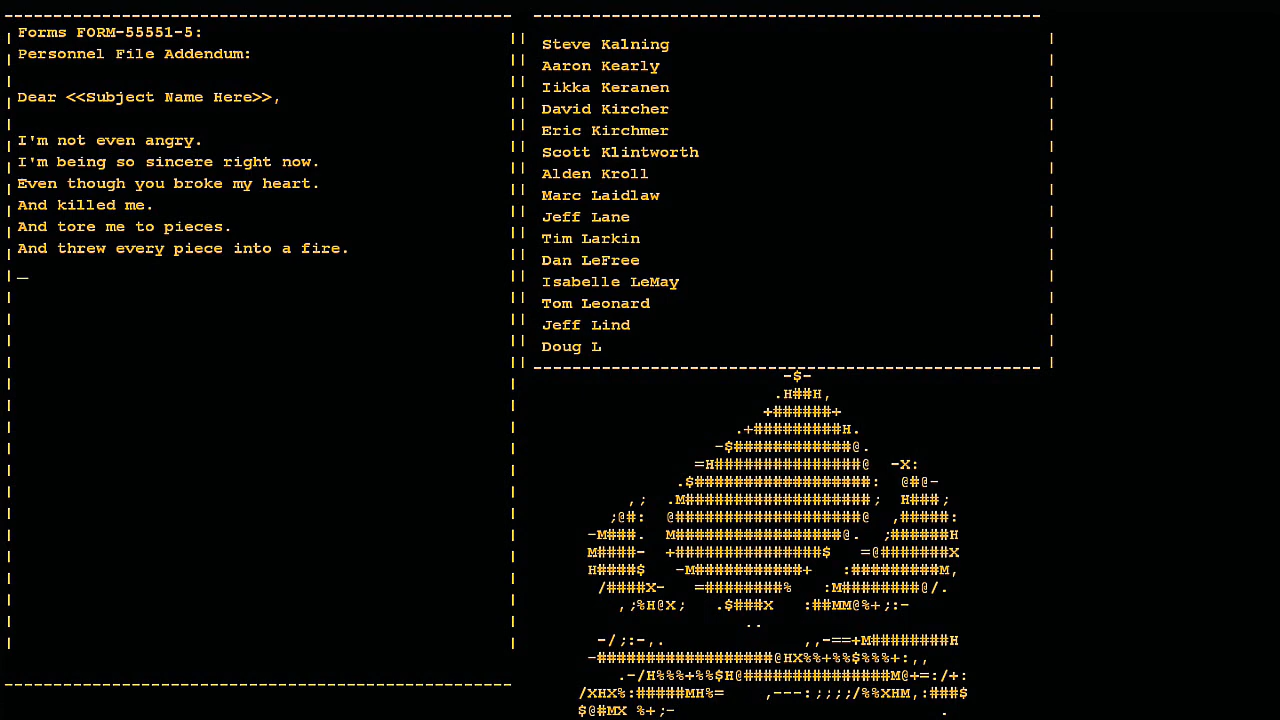 Forms FORM-55551-5:
Personnel File Addendum:
Dear <<Subject Name Here>>,
I'm not even angry.
I'm being so sincere right now.
Even though you broke my heart.
And killed me.
And tore me to pieces.
And threw every piece into a fire.
Steve Kalning
Aaron Kearly
Iikka Keranen
David Kircher
Eric Kirchmer
Scott Klintworth
Alden Kroll
Marc Laidlaw
Jeff Lane
Tim Larkin
Dan LeFree
Isabelle LeMay
Tom Leonard
Jeff Lind
Doug L